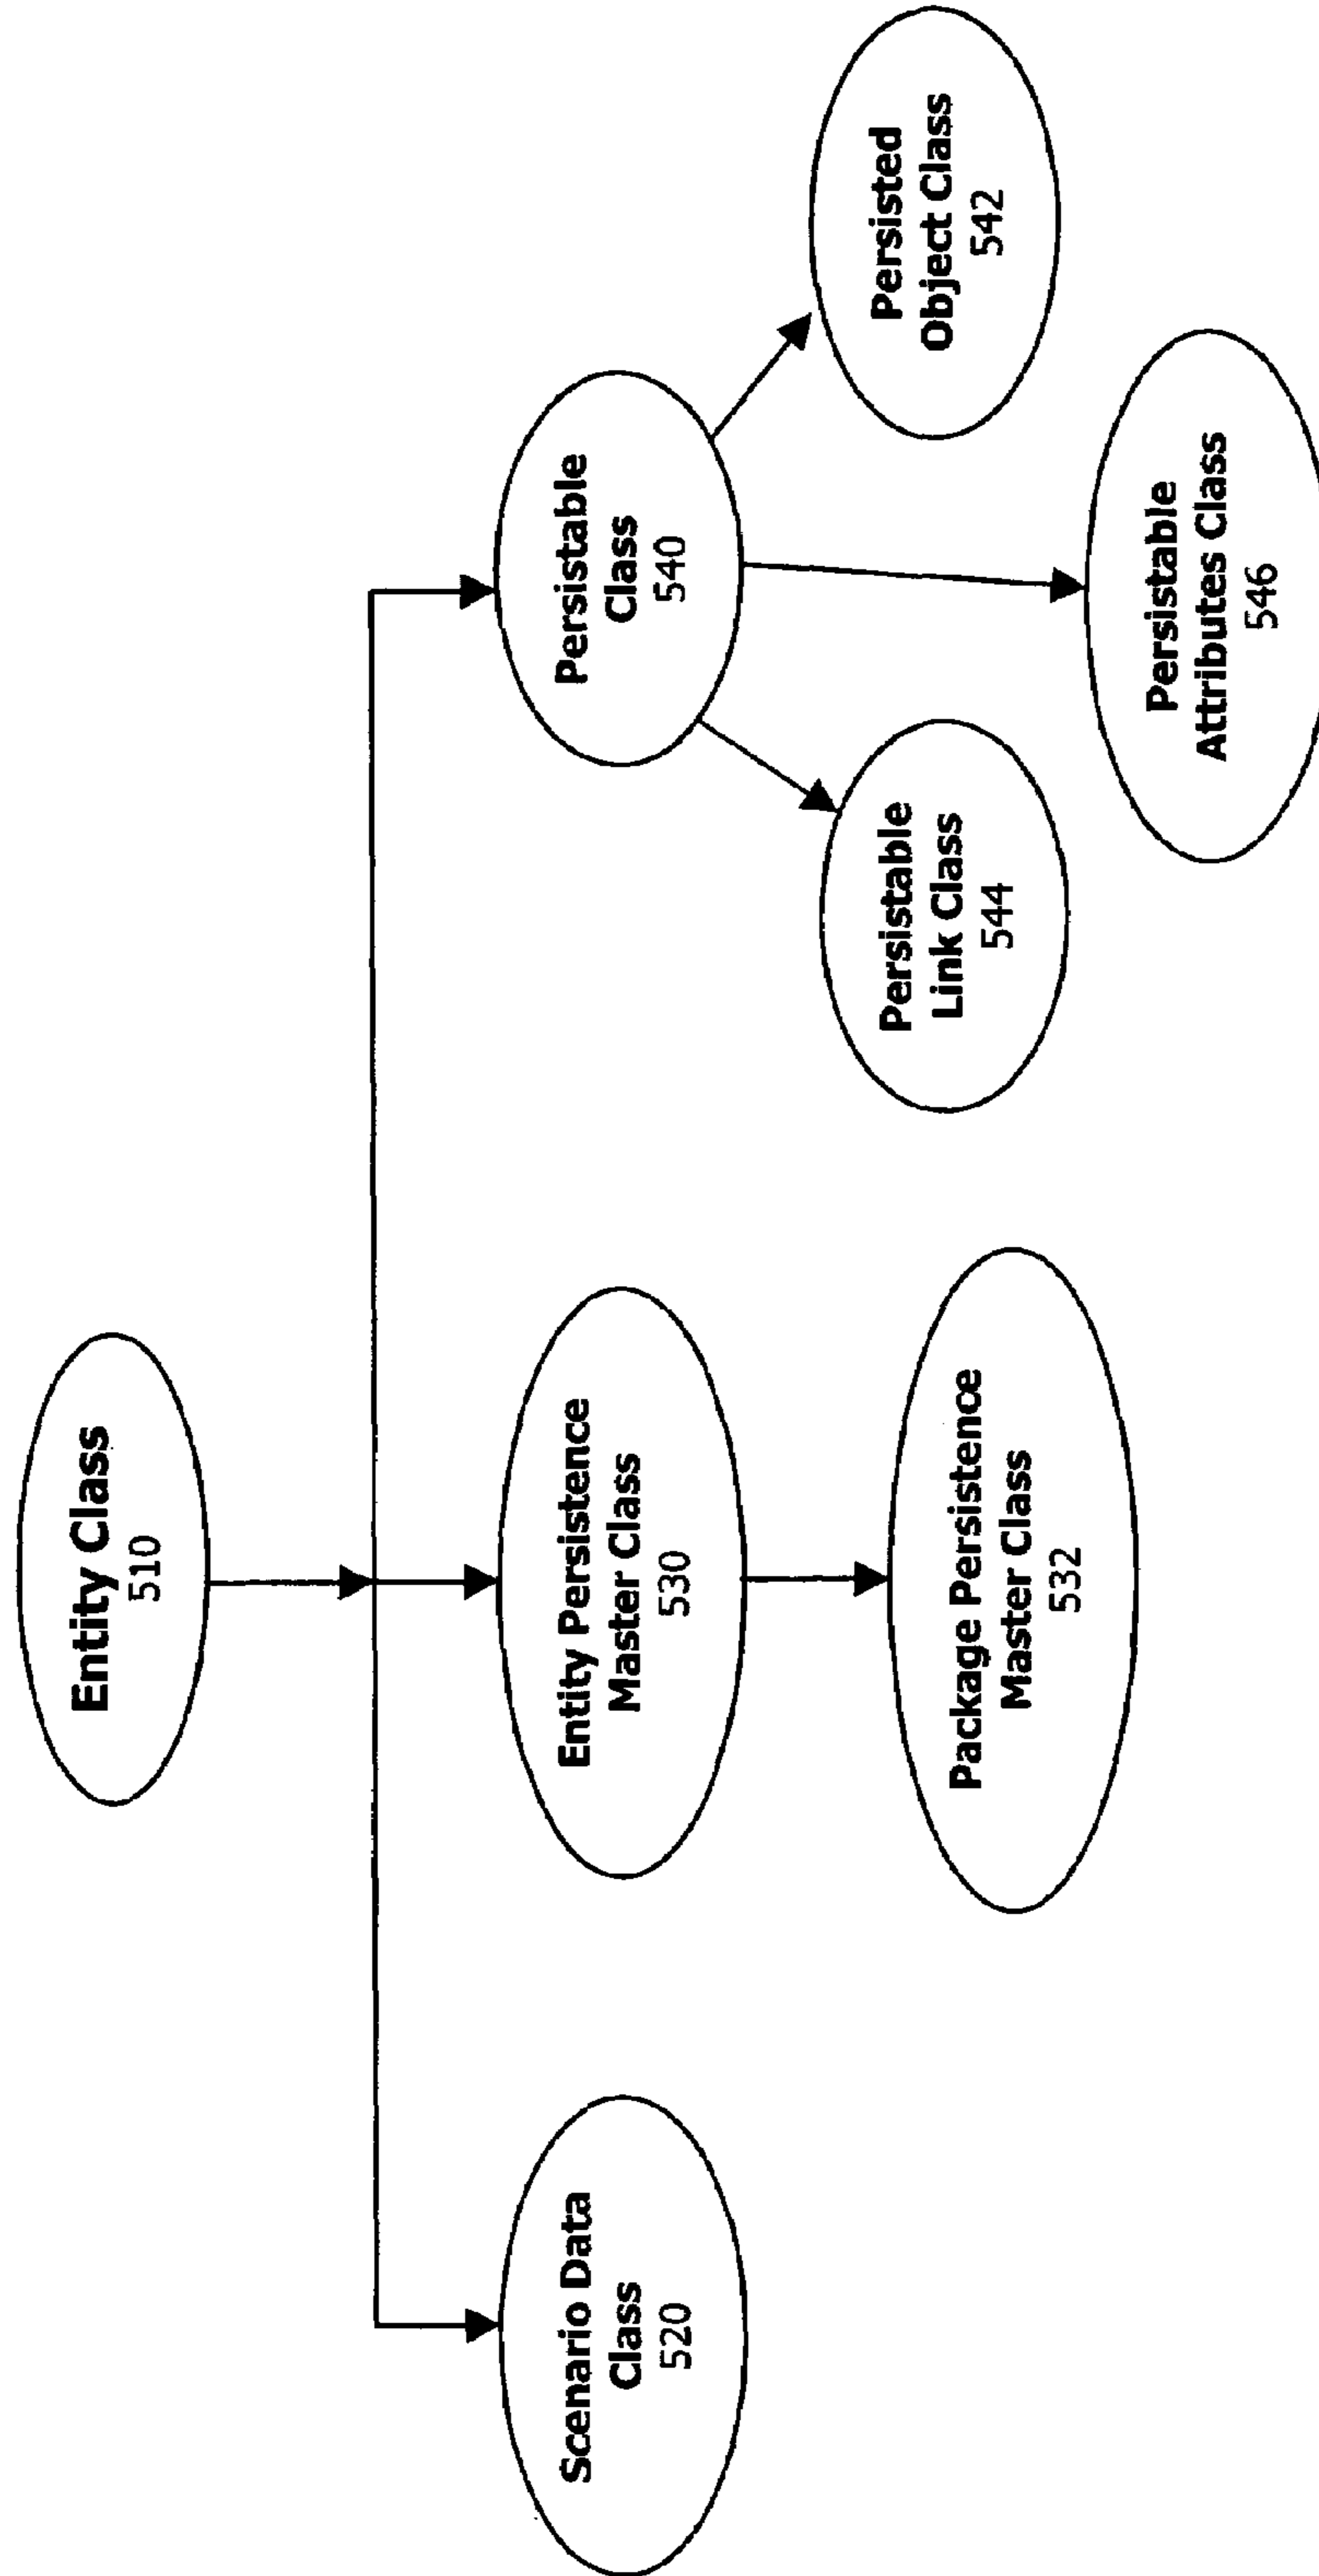 Entity Class
510
Scenario Data
Class
520
Entity Persistence
Master Class
530
Persistable
Class
540
Package Persistence
Master Class
532
Persistable
Link Class
544
Persisted
Object Class
542
Persistable
Attributes Class
546